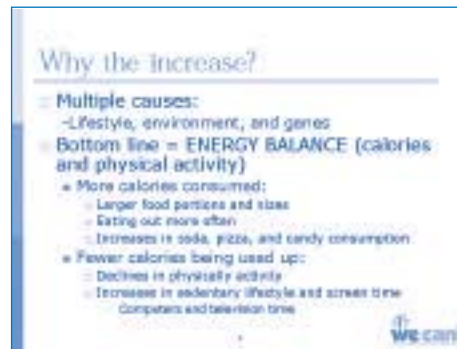 Why the increase?
Multiple causes:
–Lifestyle, environment, and genes
Bottom line = ENERGY BALANCE (calories
and physical activity)
More calories consumed:
Larger food portions and sizes
Eating out more often
Increases in soda, pizza, and candy consumption
Fewer calories being used up:
Declines in physically activity
Increases in sedentary lifestyle and screen time
Computers and television time
we can